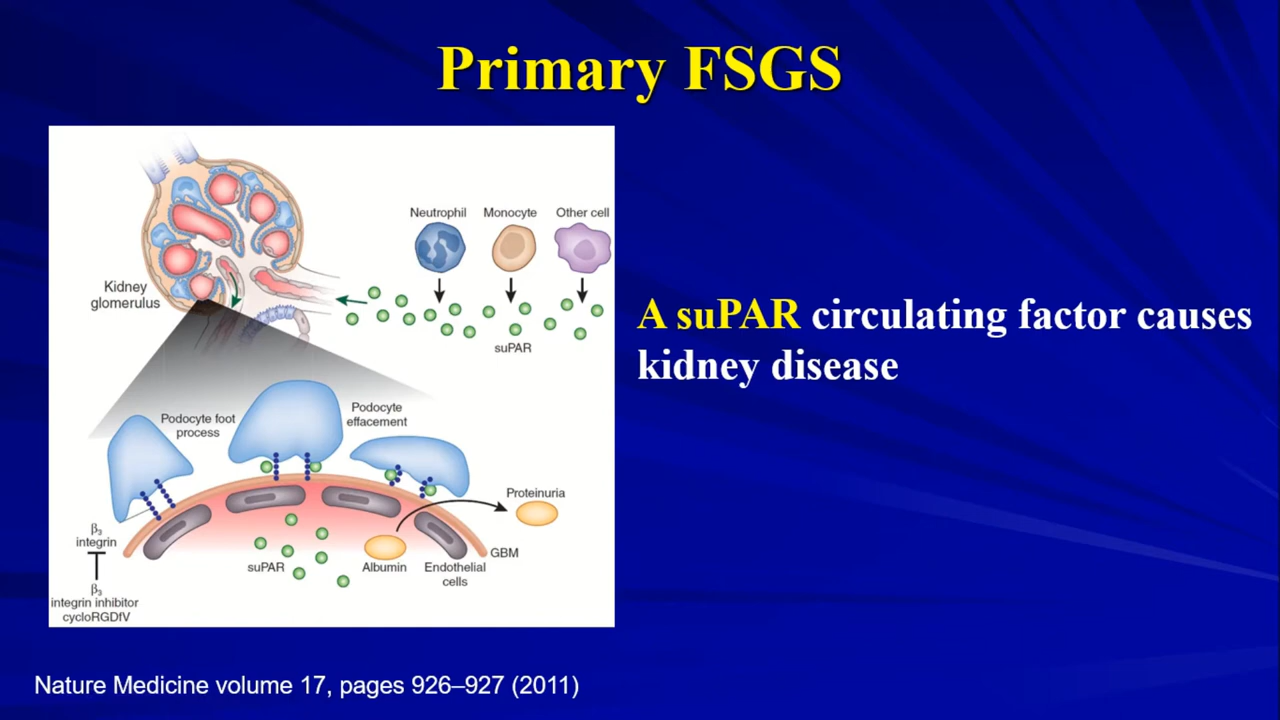 Primary FSGS
Neutrophil
Monocyte
Other cell
Kidney
glomerulus
suPAR
A suPAR circulating factor causes
kidney disease
Podocyte foot
process
Podocyte
effacement
Proteinuria
β3
integrin
suPAR
Albumin
Endothelial
cells
GBM
β3
integrin inhibitor
cycloRGDfV
Nature Medicine volume 17, pages 926–927 (2011)